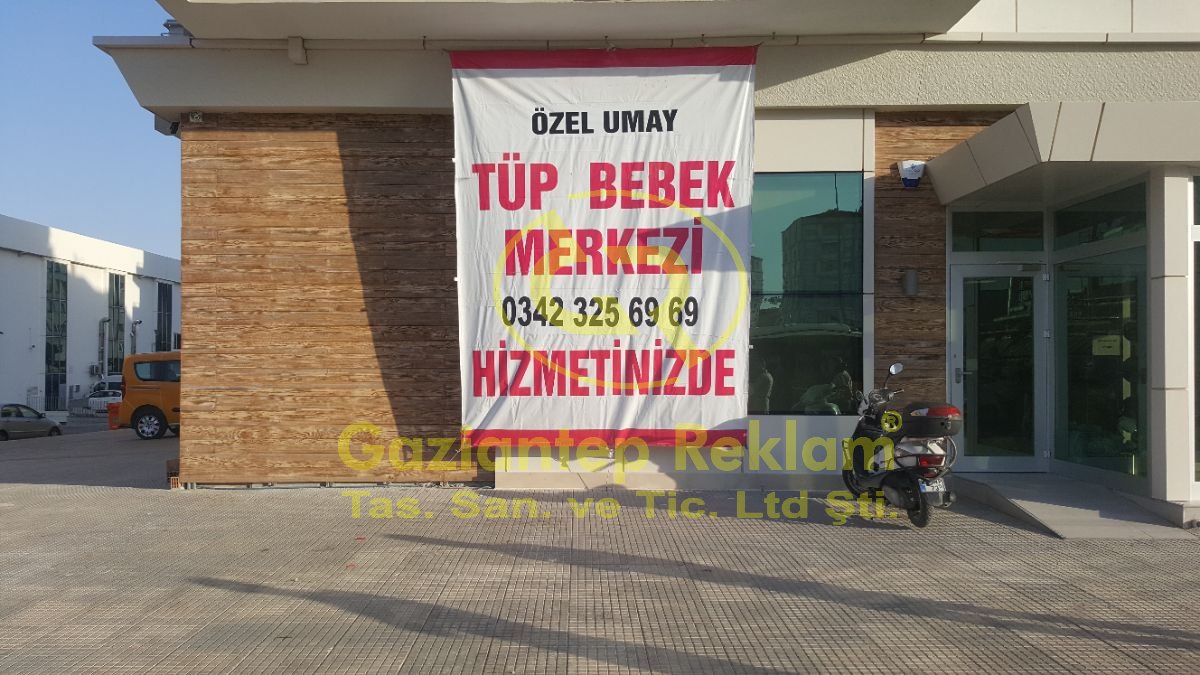 ÖZEL UMAY
TÜP BEBEK
MERKEZİ
0342 325 69 69
HİZMETİNİZDE
Gaziantep Reklam®
Tas. San. ve Tic. Ltd Şti.